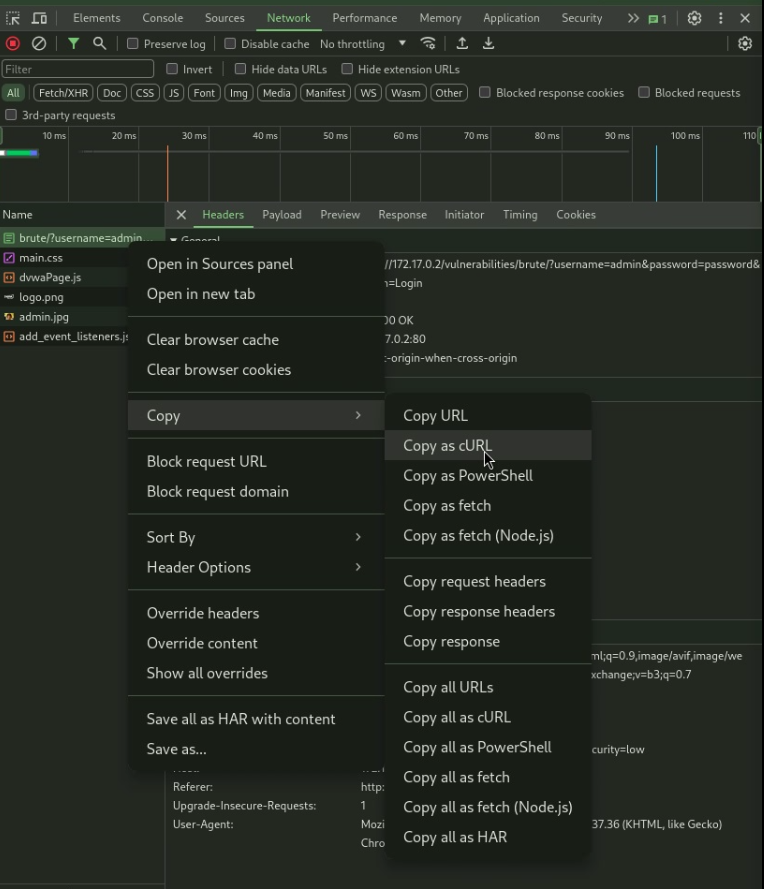 Elements Console Sources Network Performance Memory Application Security 1
Preserve log Disable cache No throttling
Filter Invert Hide data URLs Hide extension URLs
All Fetch/XHR Doc CSS JS Font Img Media Manifest WS Wasm Other Blocked response cookies Blocked requests
3rd-party requests
10 ms 20 ms 30 ms 40 ms 50 ms 60 ms 70 ms 80 ms 90 ms 100 ms 110
Name Headers Payload Preview Response Initiator Timing Cookies
brute/?username=admin...
main.css
dvwaPage.js
logo.png
admin.jpg
add_event_listeners.js
General
//172.17.0.2/vulnerabilities/brute/?username=admin&password=password&
n=Login
00 OK
7.0.2:80
t-origin-when-cross-origin
Open in Sources panel
Open in new tab
Clear browser cache
Clear browser cookies
Copy
Block request URL
Block request domain
Sort By
Header Options
Override headers
Override content
Show all overrides
Save all as HAR with content
Save as...
Copy URL
Copy as cURL
Copy as PowerShell
Copy as fetch
Copy as fetch (Node.js)
Copy request headers
Copy response headers
Copy response
Copy all URLs
Copy all as cURL
Copy all as PowerShell
Copy all as fetch
Copy all as fetch (Node.js)
Copy all as HAR
ml;q=0.9,image/avif,image/we
xchange;v=b3;q=0.7
curity=low
Referer: http:
Upgrade-Insecure-Requests: 1
User-Agent: Mozi 37.36 (KHTML, like Gecko)
Chro